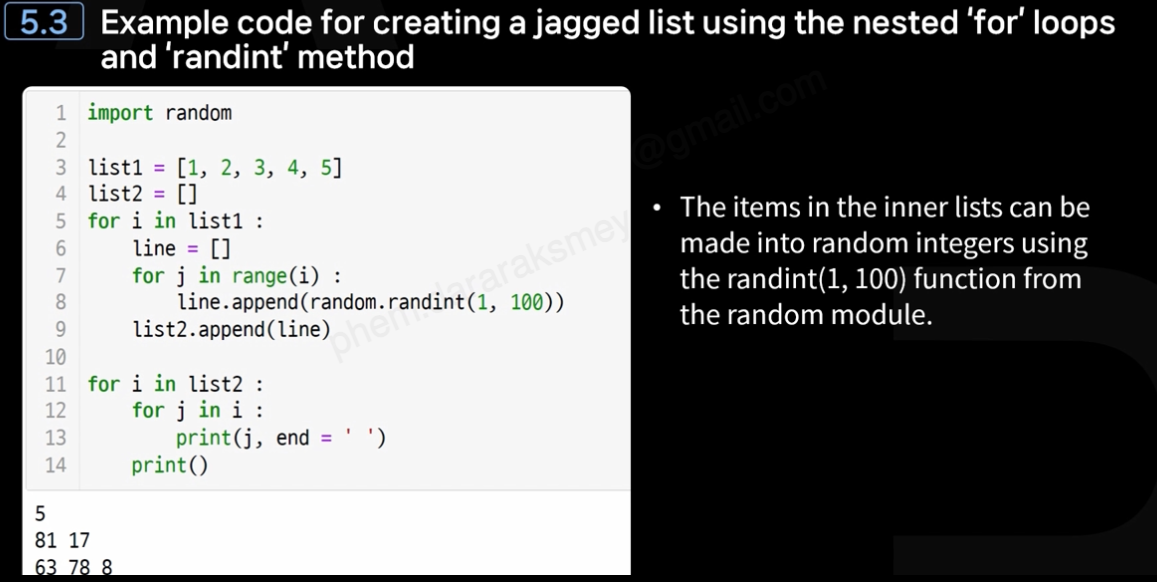 5.3 Example code for creating a jagged list using the nested 'for' loops
and 'randint' method
1 import random
2
3 list1 = [1, 2, 3, 4, 5]
4 list2 = []
5 for i in list1 :
6     line = []
7     for j in range(i) :
8         line.append(random.randint(1, 100))
9     list2.append(line)
10
11 for i in list2 :
12     for j in i :
13         print(j, end = ' ')
14     print()
5
81 17
63 78 8
• The items in the inner lists can be
made into random integers using
the randint(1, 100) function from
the random module.
@gmail.com